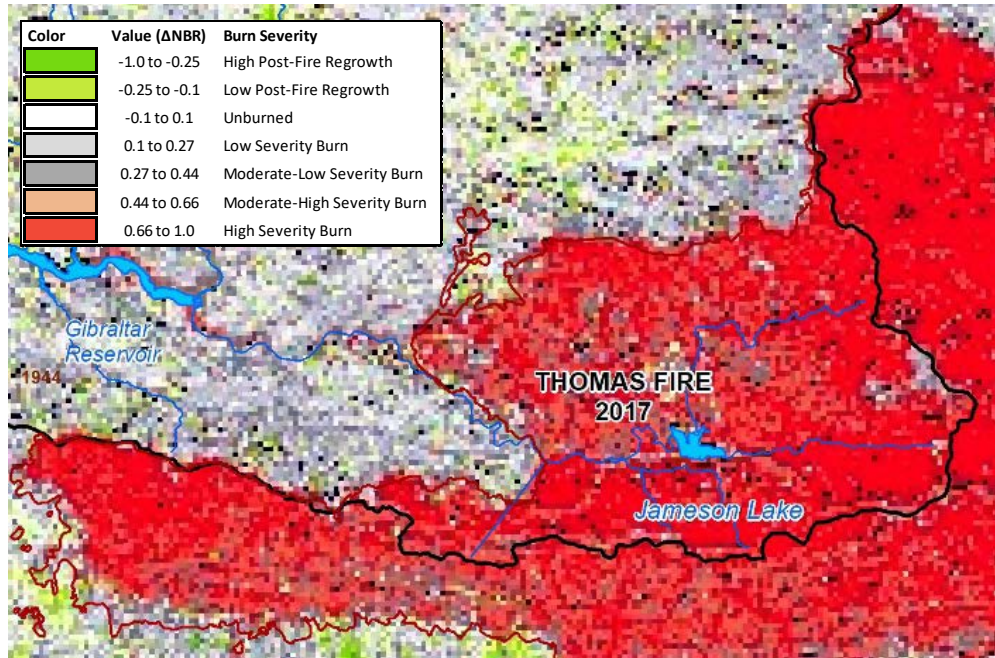 Color Value (ΔNBR) Burn Severity
-1.0 to -0.25 High Post-Fire Regrowth
-0.25 to -0.1 Low Post-Fire Regrowth
-0.1 to 0.1 Unburned
0.1 to 0.27 Low Severity Burn
0.27 to 0.44 Moderate-Low Severity Burn
0.44 to 0.66 Moderate-High Severity Burn
0.66 to 1.0 High Severity Burn
Gibraltar
Reservoir
1944
THOMAS FIRE
2017
Jameson Lake